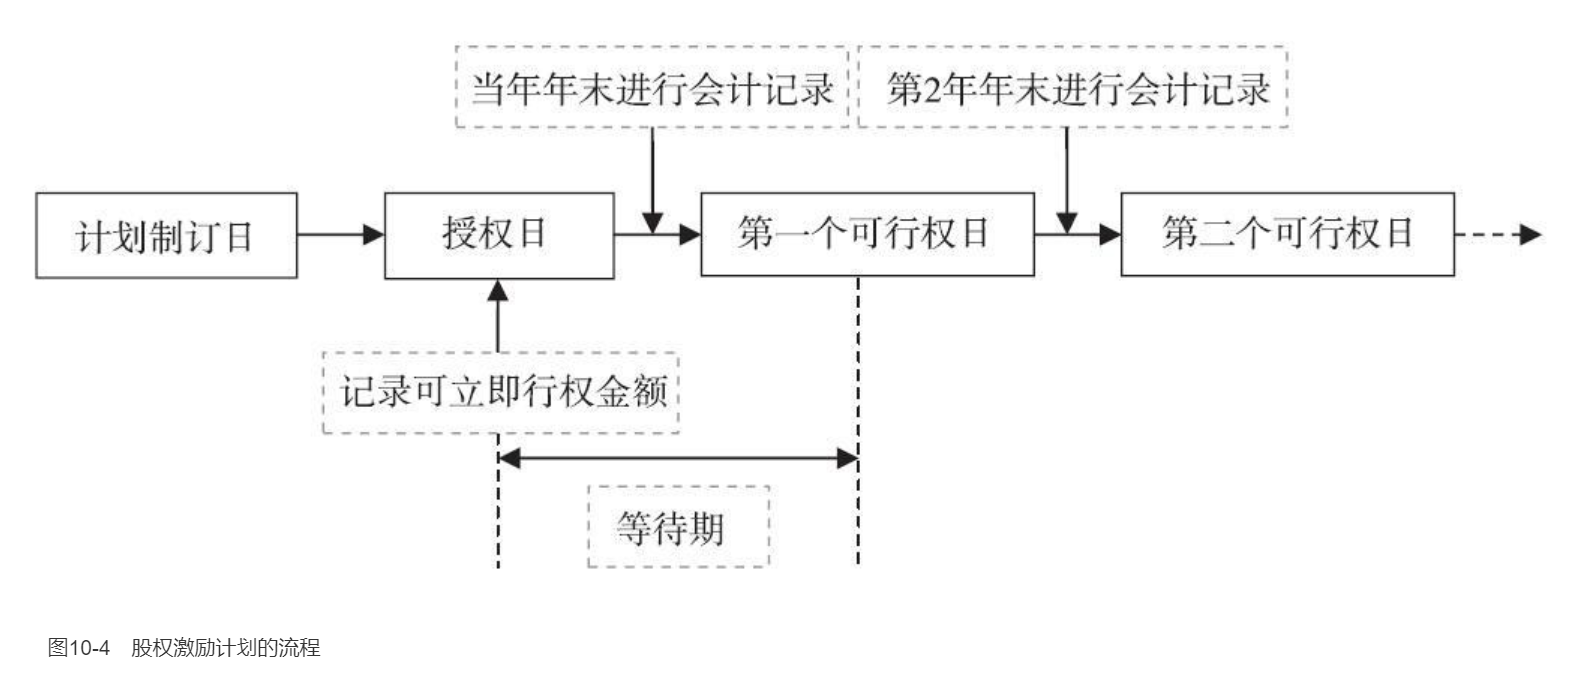 当年年末进行会计记录
第2年年末进行会计记录
计划制订日
授权日
第一个可行权日
第二个可行权日
记录可立即行权金额
等待期
图10-4 股权激励计划的流程